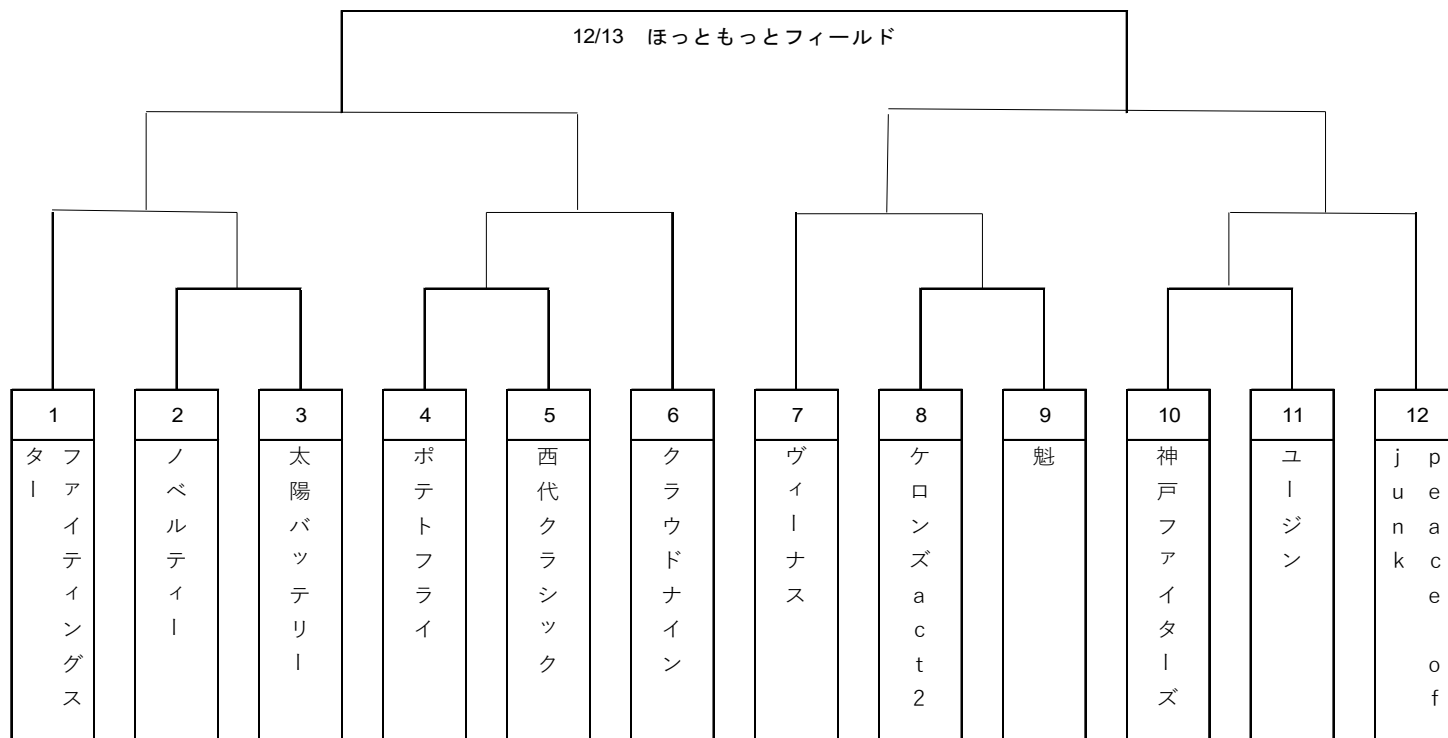 12/13　ほっともっとフィールド
1
2
3
4
5
6
7
8
9
10
11
12
ファイティングス
ター
ノベルティー
太陽バッテリー
ポテトフライ
西代クラシック
クラウドナイン
ヴィーナス
ケロンズact2
魁
神戸ファイターズ
ユージン
peace of
junk